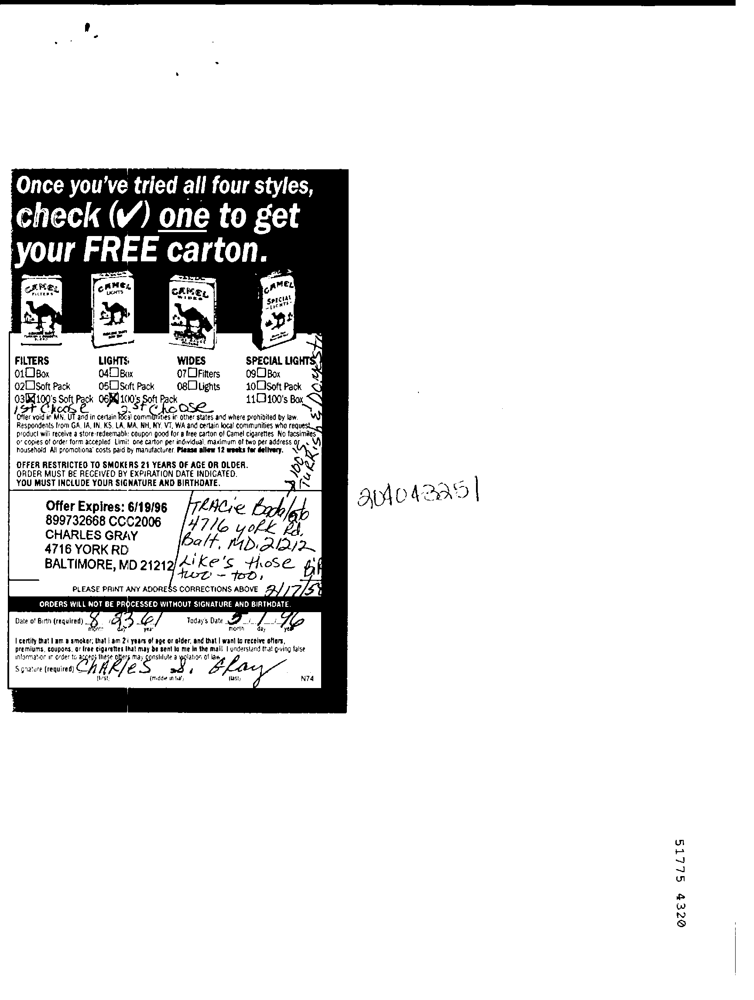 Once you've tried all four styles,
check (✓) one to get
your FREE carton.
CAMEL FILTERS
CAMEL LIGHTS
CAMEL WIDES
CAMEL SPECIAL LIGHTS
FILTERS LIGHTS WIDES SPECIAL LIGHTS
01☐Box 04☐Box 07☐Filters 09☐Box
02☐Soft Pack 05☐Soft Pack 08☐Lights 10☐Soft Pack
03☒100's Soft Pack 06☒100's Soft Pack 11☐100's Box
1st Choose 2.st Choose
& 100's
TURKISH & DOMESTIC
Offer void in MN, UT and in certain local communities in other states and where prohibited by law.
Respondents from GA, IA, IN, KS, LA, MA, NH, NY, VT, WA and certain local communities who request
product will receive a store-redeemable coupon good for a free carton of Camel cigarettes. No facsimiles
or copies of order form accepted. Limit: one carton per individual, maximum of two per address or
household. All promotional costs paid by manufacturer. Please allow 12 weeks for delivery.
OFFER RESTRICTED TO SMOKERS 21 YEARS OF AGE OR OLDER.
ORDER MUST BE RECEIVED BY EXPIRATION DATE INDICATED.
YOU MUST INCLUDE YOUR SIGNATURE AND BIRTHDATE.
Offer Expires: 6/19/96
899732668 CCC2006
CHARLES GRAY
4716 YORK RD
BALTIMORE, MD 21212
TRACie
4716 york Rd.
Balt. MD. 21212
Like's those
two - too.
2/17/58
PLEASE PRINT ANY ADDRESS CORRECTIONS ABOVE
ORDERS WILL NOT BE PROCESSED WITHOUT SIGNATURE AND BIRTHDATE.
Date of Birth (required) 8 / 23 / 61 Today's Date 5 / 1 / 96
month day year month day year
I certify that I am a smoker, that I am 21 years of age or older, and that I want to receive offers,
premiums, coupons, or free cigarettes that may be sent to me in the mail. I understand that giving false
information in order to accept these offers may constitute a violation of law.
Signature (required) CHARlES S. GRay
(first) (middle initial) (last) N74
204043251
51775 4320